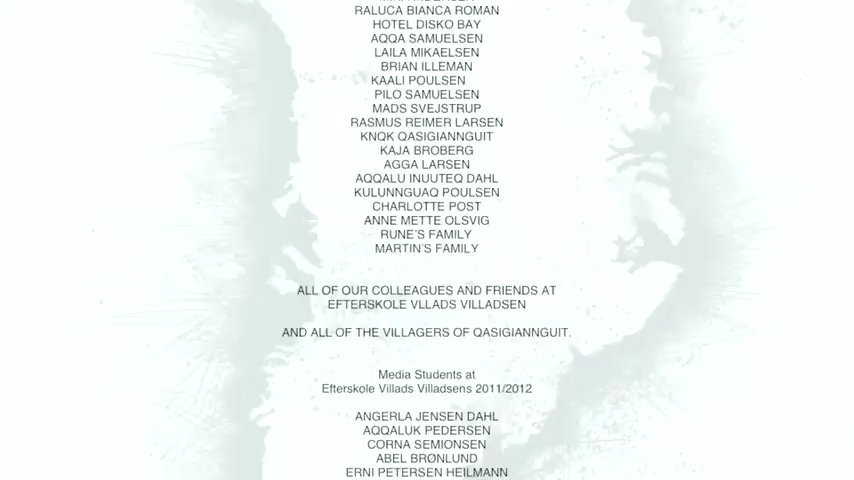 RALUCA BIANCA ROMAN
HOTEL DISKO BAY
AQQA SAMUELSEN
LAILA MIKAELSEN
BRIAN ILLEMAN
KAALI POULSEN
PILO SAMUELSEN
MADS SVEJSTRUP
RASMUS REIMER LARSEN
KNQK QASIGIANNGUIT
KAJA BROBERG
AGGA LARSEN
AQQALU INUUTEQ DAHL
KULUNNGUAQ POULSEN
CHARLOTTE POST
ANNE METTE OLSVIG
RUNE'S FAMILY
MARTIN'S FAMILY
ALL OF OUR COLLEAGUES AND FRIENDS AT
EFTERSKOLE VLLADS VILLADSEN
AND ALL OF THE VILLAGERS OF QASIGIANNGUIT.
Media Students at
Efterskole Villads Villadsens 2011/2012
ANGERLA JENSEN DAHL
AQQALUK PEDERSEN
CORNA SEMIONSEN
ABEL BRØNLUND
ERNI PETERSEN HEILMANN